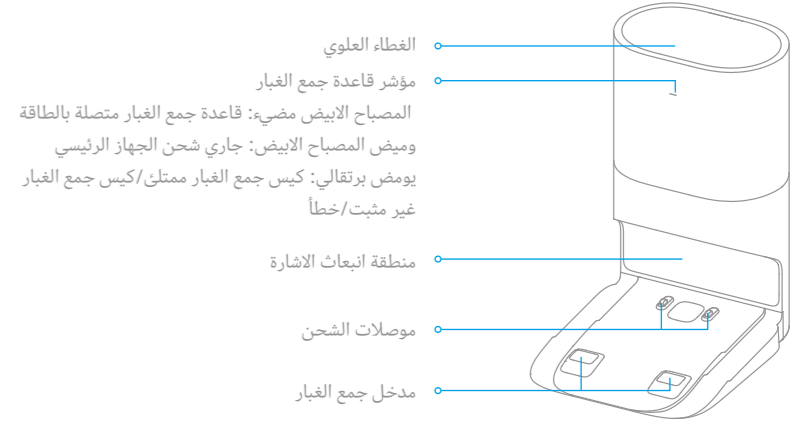 الغطاء العلوي
مؤشر قاعدة جمع الغبار
المصباح الابيض مضيء: قاعدة جمع الغبار متصلة بالطاقة
وميض المصباح الابيض: جاري شحن الجهاز الرئيسي
يومض برتقالي: كيس جمع الغبار ممتلئ/كيس جمع الغبار
غير مثبت/خطأ
منطقة انبعاث الاشارة
موصلات الشحن
مدخل جمع الغبار